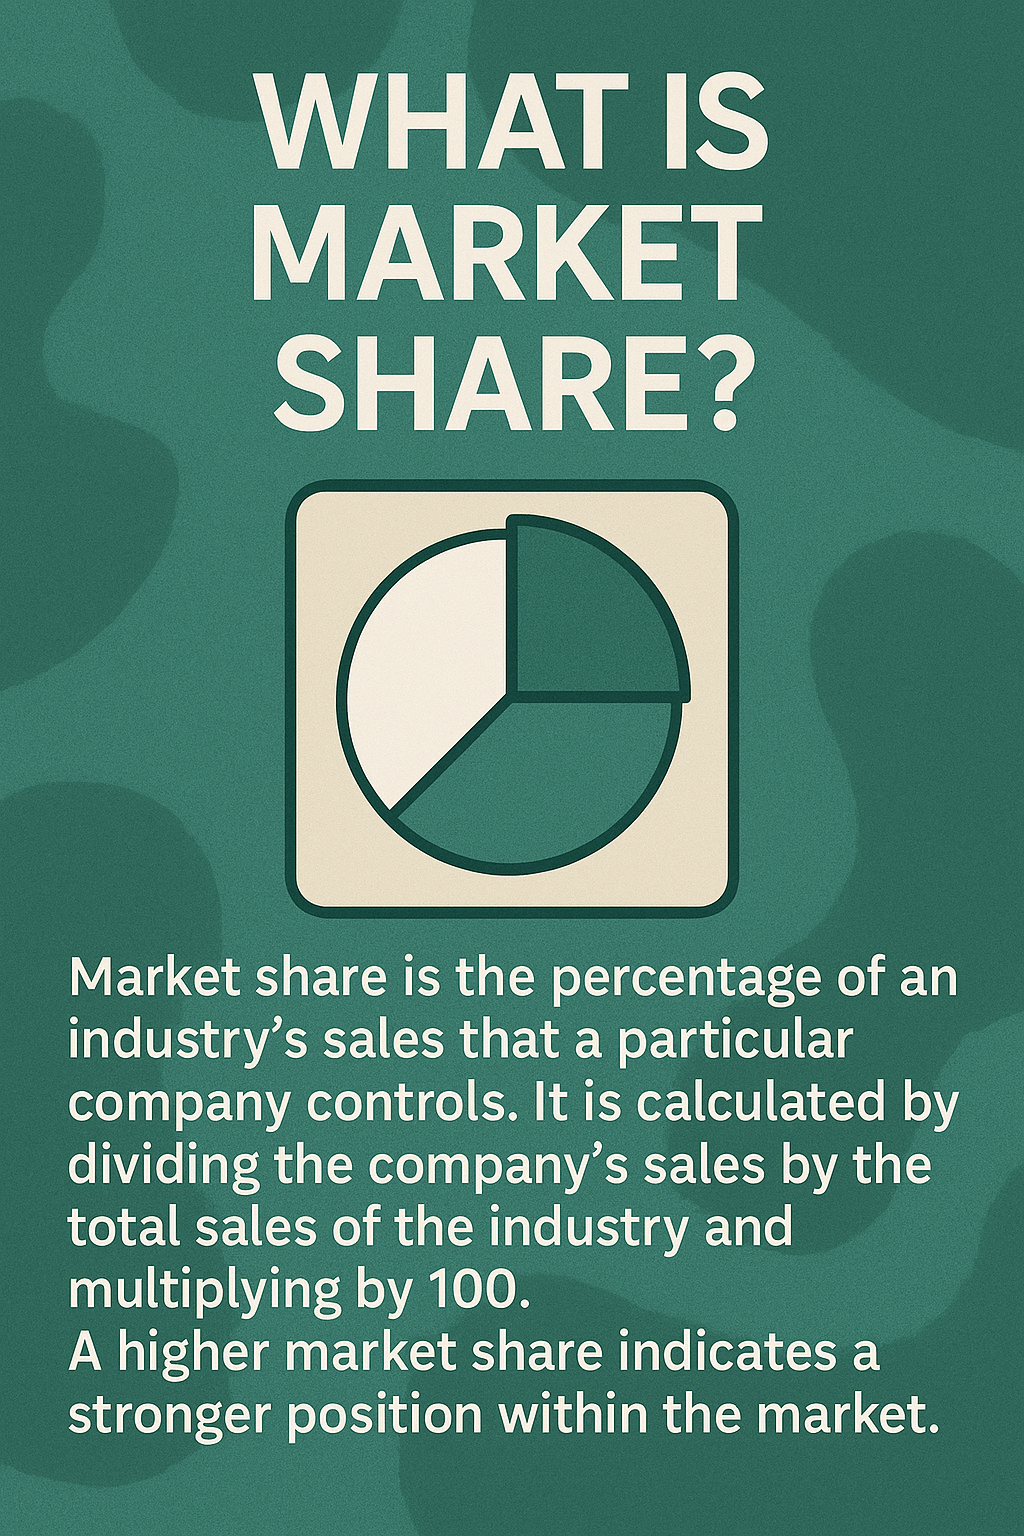 WHAT IS
MARKET
SHARE?
Market share is the percentage of an
industry’s sales that a particular
company controls. It is calculated by
dividing the company’s sales by the
total sales of the industry and
multiplying by 100.
A higher market share indicates a
stronger position within the market.